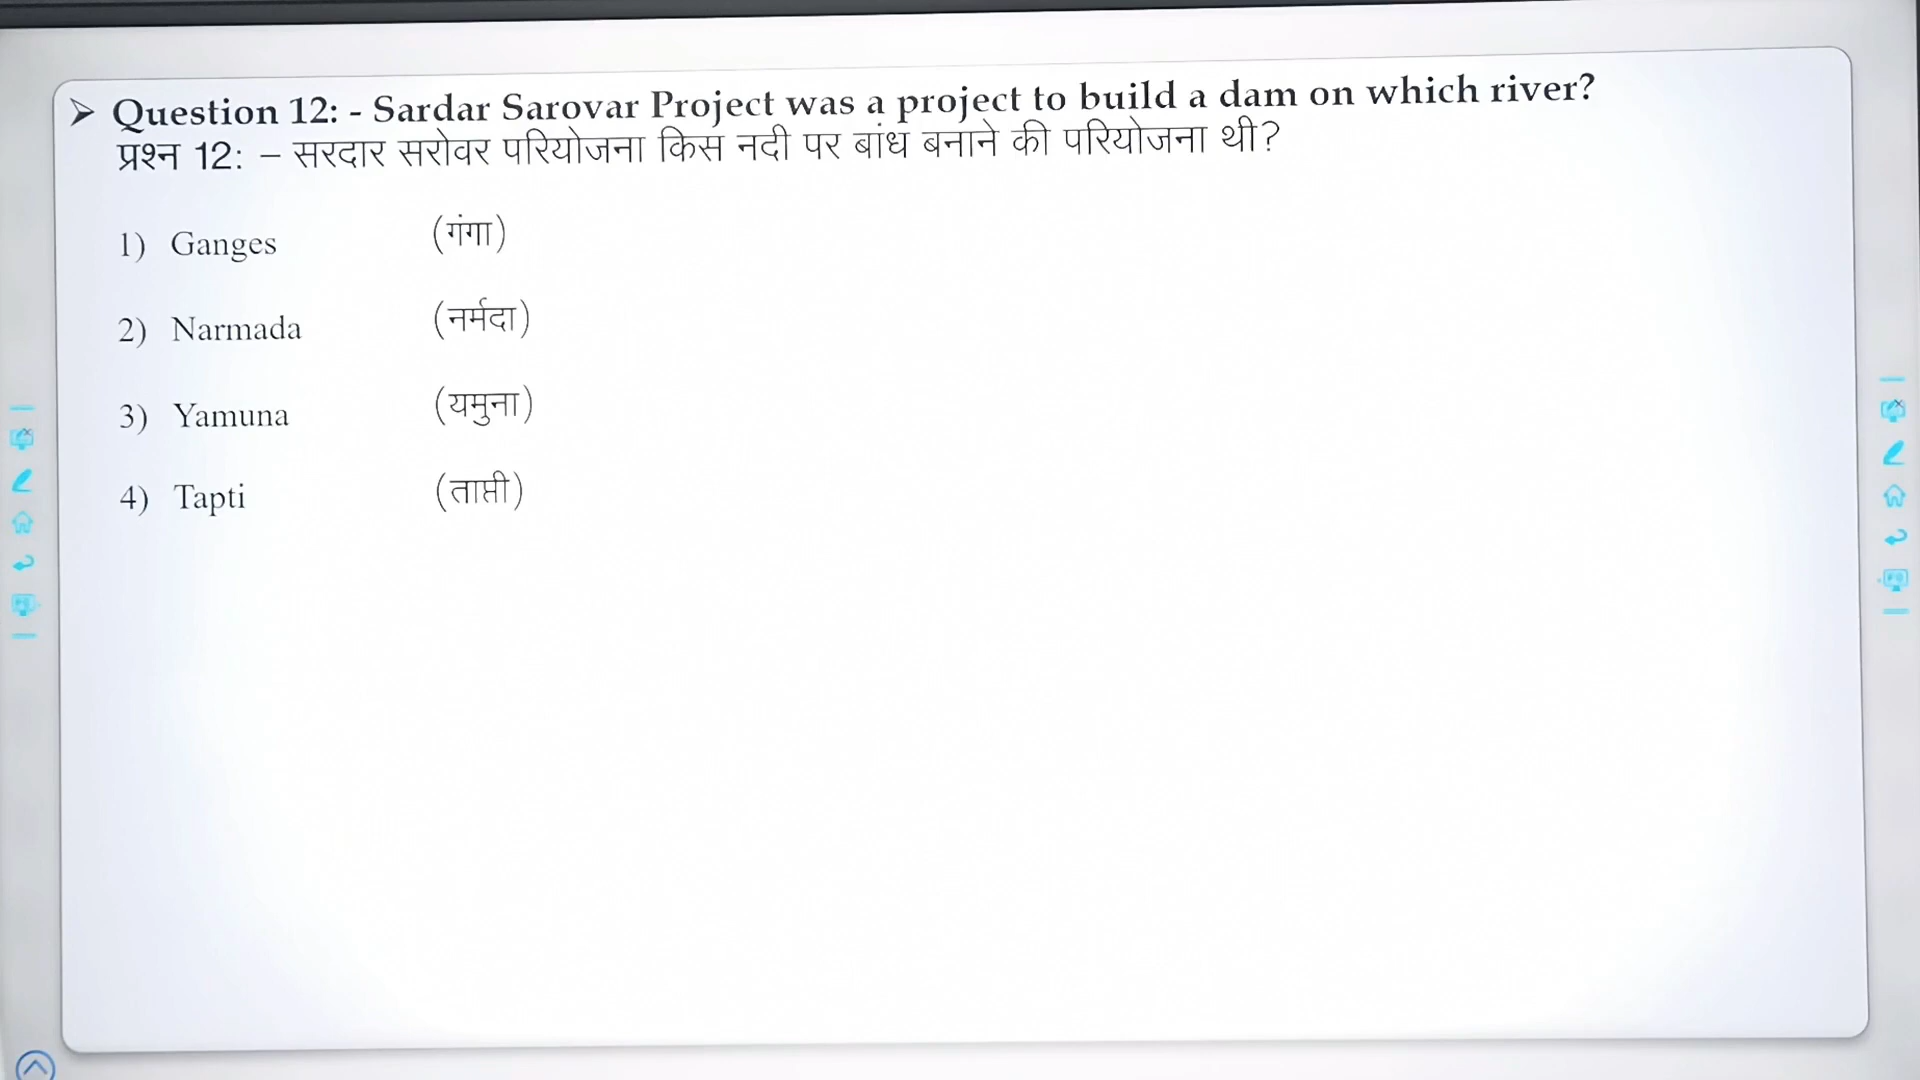 ➢ Question 12: - Sardar Sarovar Project was a project to build a dam on which river?
प्रश्न 12: – सरदार सरोवर परियोजना किस नदी पर बांध बनाने की परियोजना थी?
1) Ganges (गंगा)
2) Narmada (नर्मदा)
3) Yamuna (यमुना)
4) Tapti (ताप्ती)